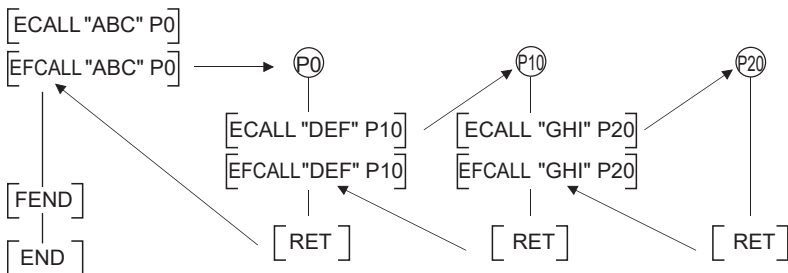 ECALL "ABC" P0
EFCALL "ABC" P0
P0
P10
P20
ECALL "DEF" P10
ECALL "GHI" P20
EFCALL "DEF" P10
EFCALL "GHI" P20
FEND
RET
RET
RET
END